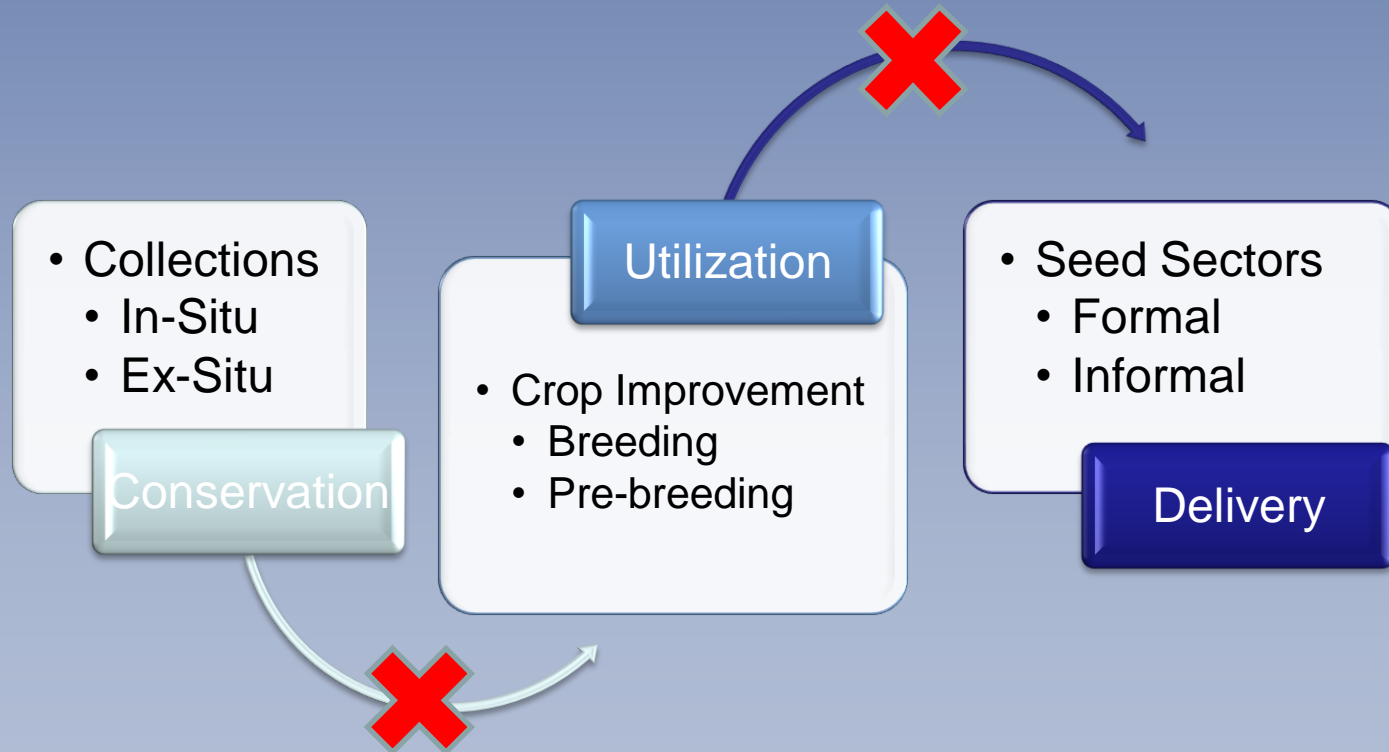 • Collections
• In-Situ
• Ex-Situ
Conservation
Utilization
• Crop Improvement
• Breeding
• Pre-breeding
• Seed Sectors
• Formal
• Informal
Delivery